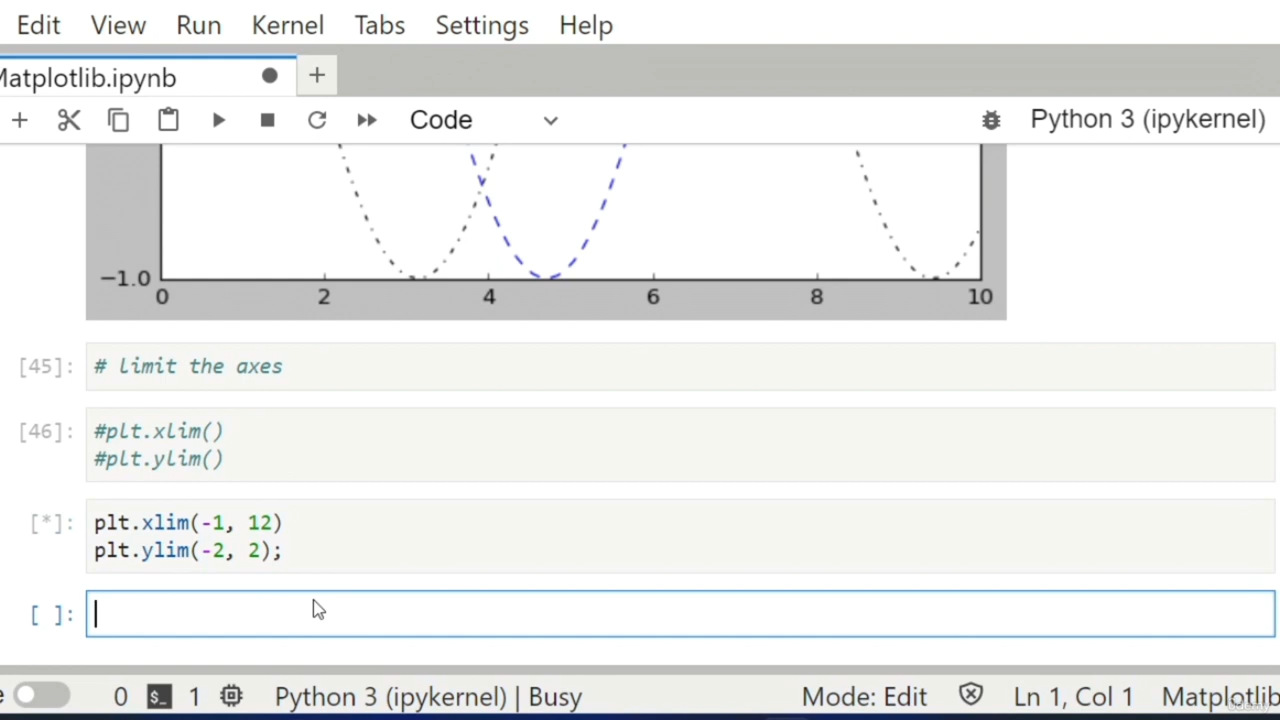 Edit View Run Kernel Tabs Settings Help
Matplotlib.ipynb
Code
Python 3 (ipykernel)
−1.0
0 2 4 6 8 10
[45]: # limit the axes
[46]: #plt.xlim()
#plt.ylim()
[*]: plt.xlim(-1, 12)
plt.ylim(-2, 2);
[ ]:
e 0 $_ 1 Python 3 (ipykernel) | Busy Mode: Edit Ln 1, Col 1 Matplotlib
udemy